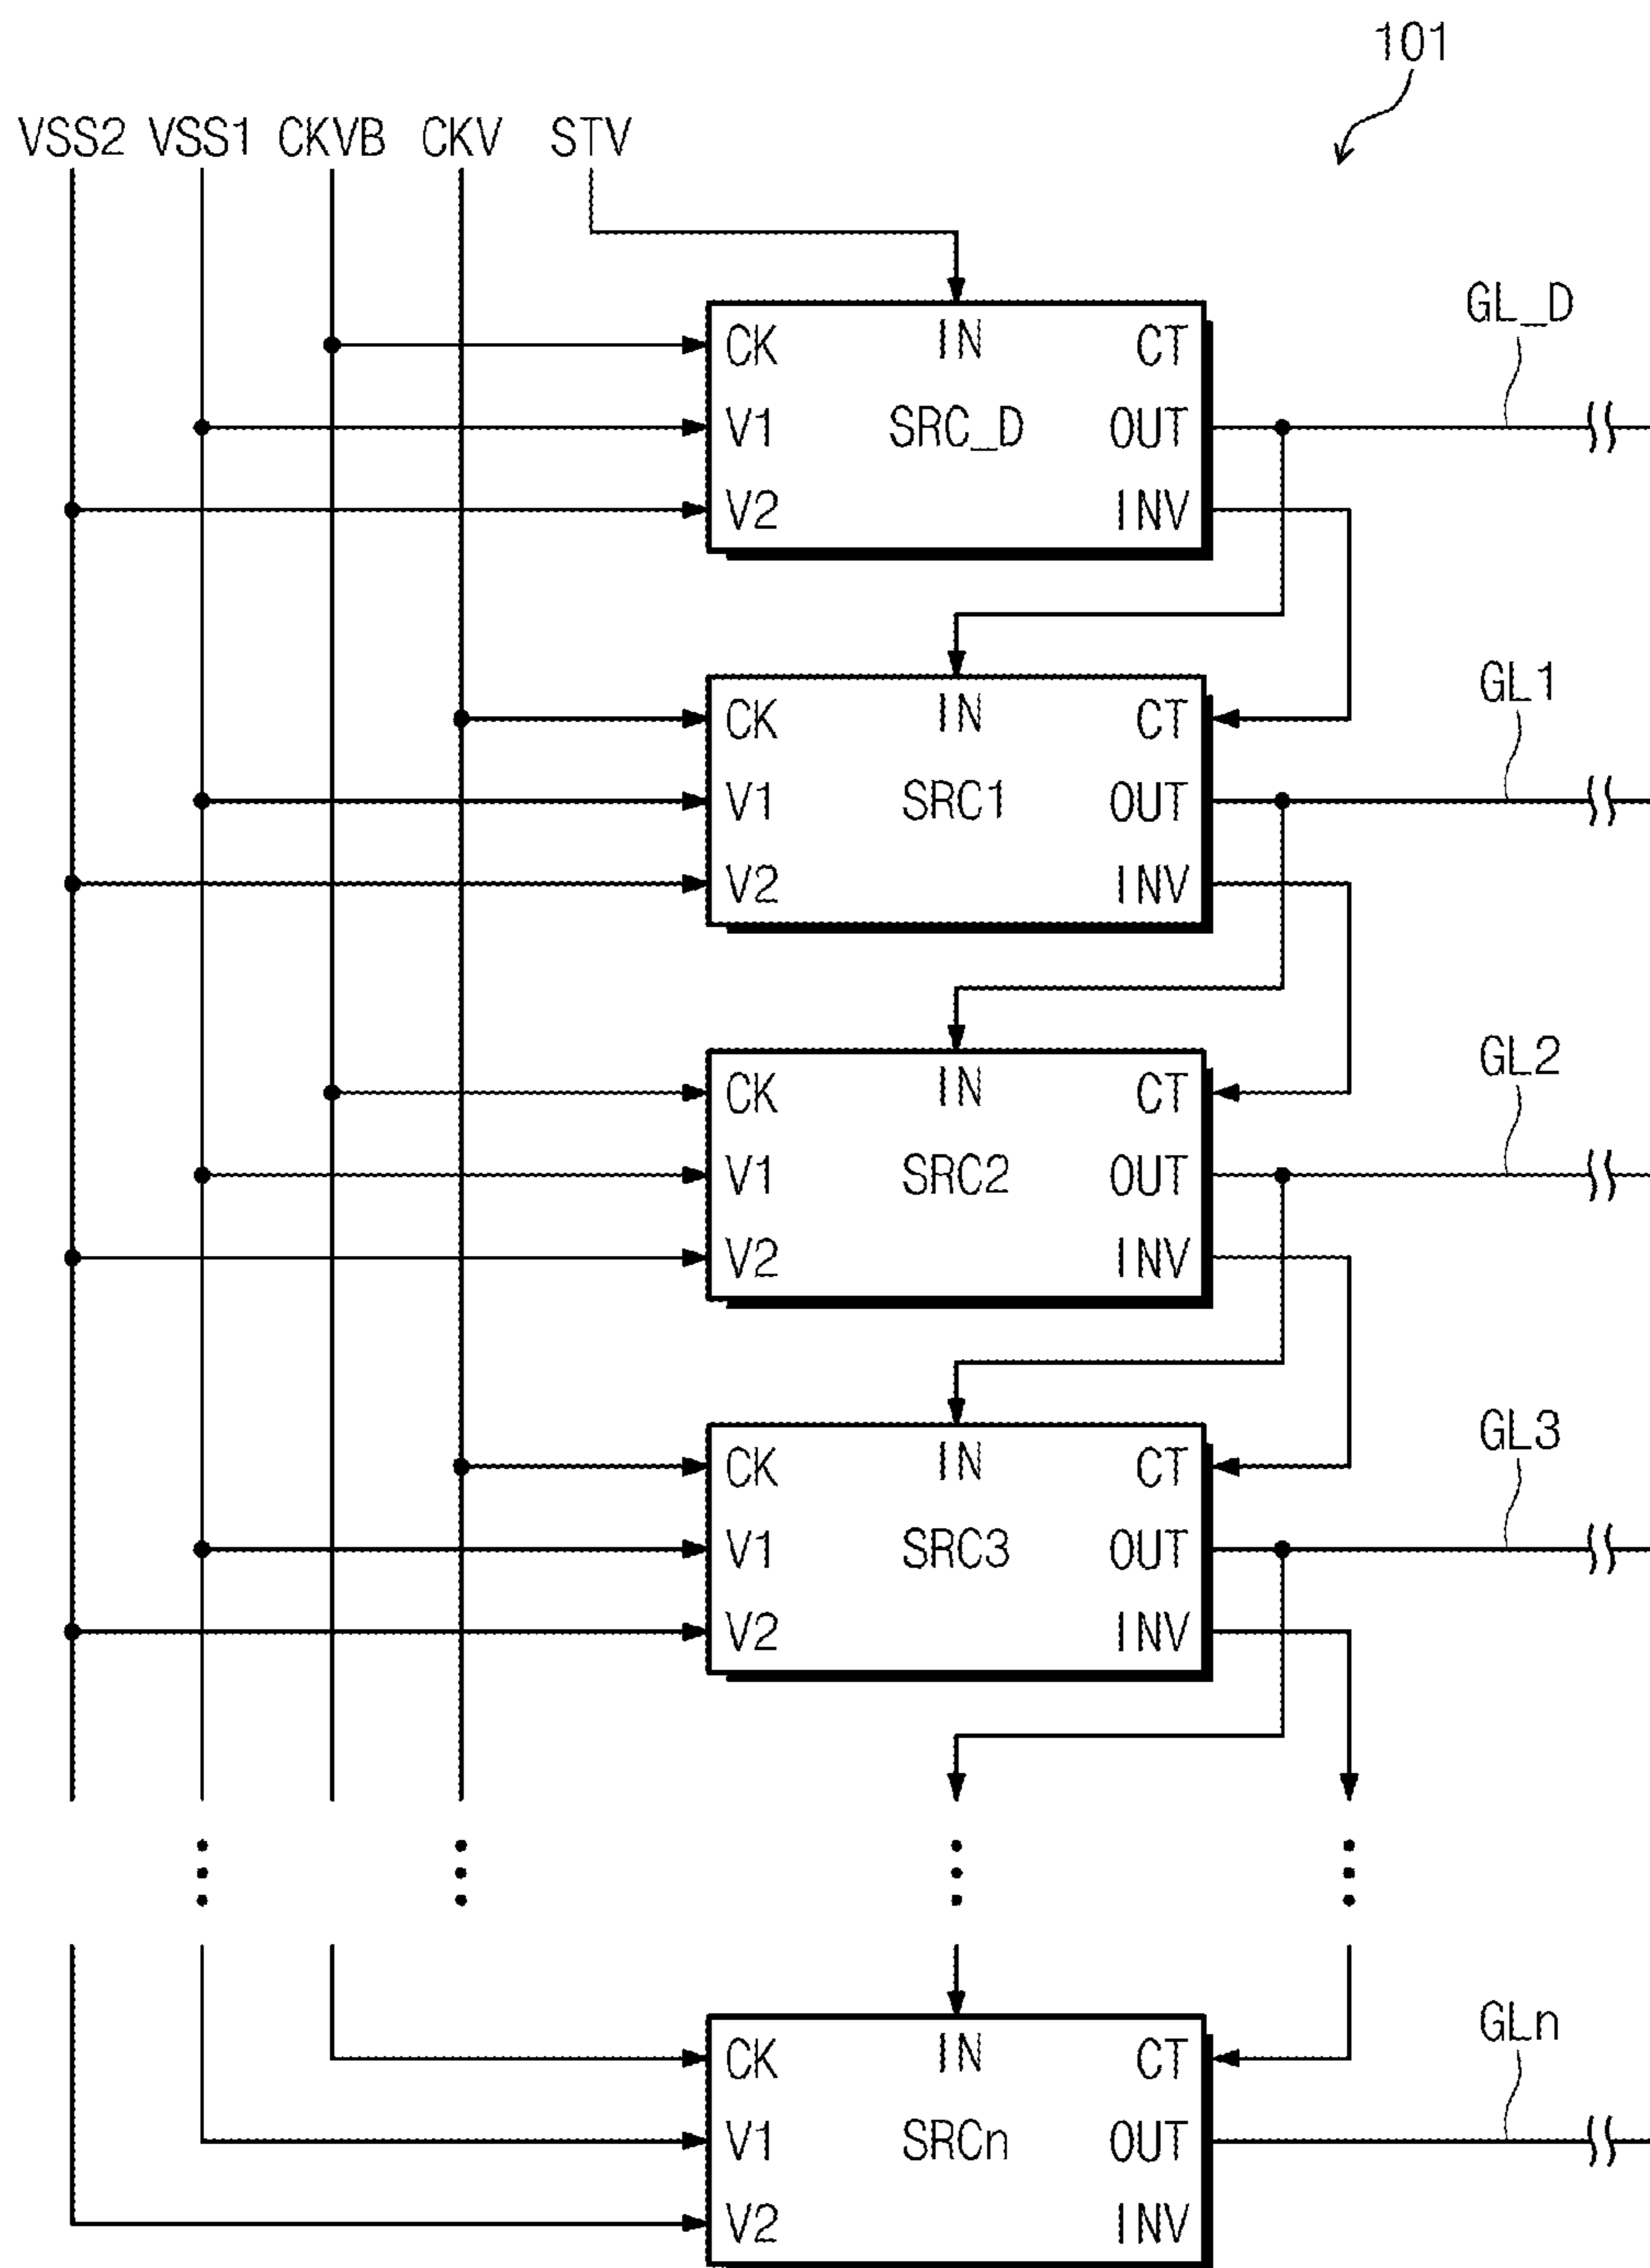 101
VSS2 VSS1 CKVB CKV STV
GL_D
CK IN CT
V1 SRC_D OUT
V2 INV
GL1
CK IN CT
V1 SRC1 OUT
V2 INV
GL2
CK IN CT
V1 SRC2 OUT
V2 INV
GL3
CK IN CT
V1 SRC3 OUT
V2 INV
GLn
CK IN CT
V1 SRCn OUT
V2 INV